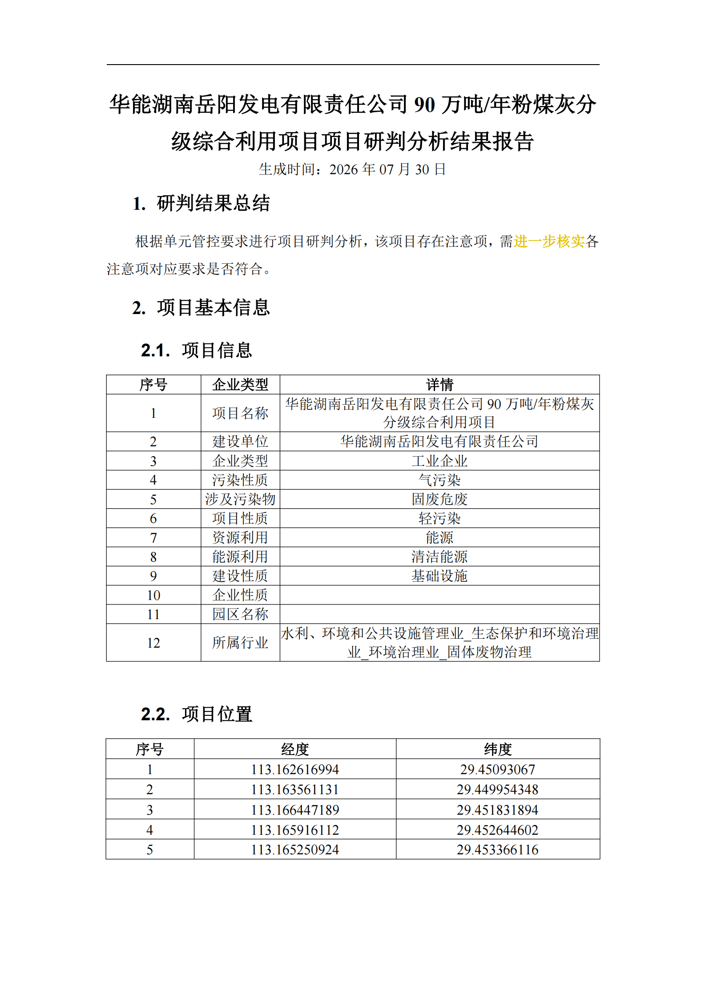 华能湖南岳阳发电有限责任公司 90 万吨/年粉煤灰分
级综合利用项目项目研判分析结果报告
生成时间：2026 年 07 月 30 日
1. 研判结果总结
根据单元管控要求进行项目研判分析，该项目存在注意项，需进一步核实各
注意项对应要求是否符合。
2. 项目基本信息
2.1. 项目信息
序号 企业类型 详情
1 项目名称 华能湖南岳阳发电有限责任公司 90 万吨/年粉煤灰
分级综合利用项目
2 建设单位 华能湖南岳阳发电有限责任公司
3 企业类型 工业企业
4 污染性质 气污染
5 涉及污染物 固废危废
6 项目性质 轻污染
7 资源利用 能源
8 能源利用 清洁能源
9 建设性质 基础设施
10 企业性质
11 园区名称
12 所属行业 水利、环境和公共设施管理业_生态保护和环境治理
业_环境治理业_固体废物治理
2.2. 项目位置
序号 经度 纬度
1 113.162616994 29.45093067
2 113.163561131 29.449954348
3 113.166447189 29.451831894
4 113.165916112 29.452644602
5 113.165250924 29.453366116